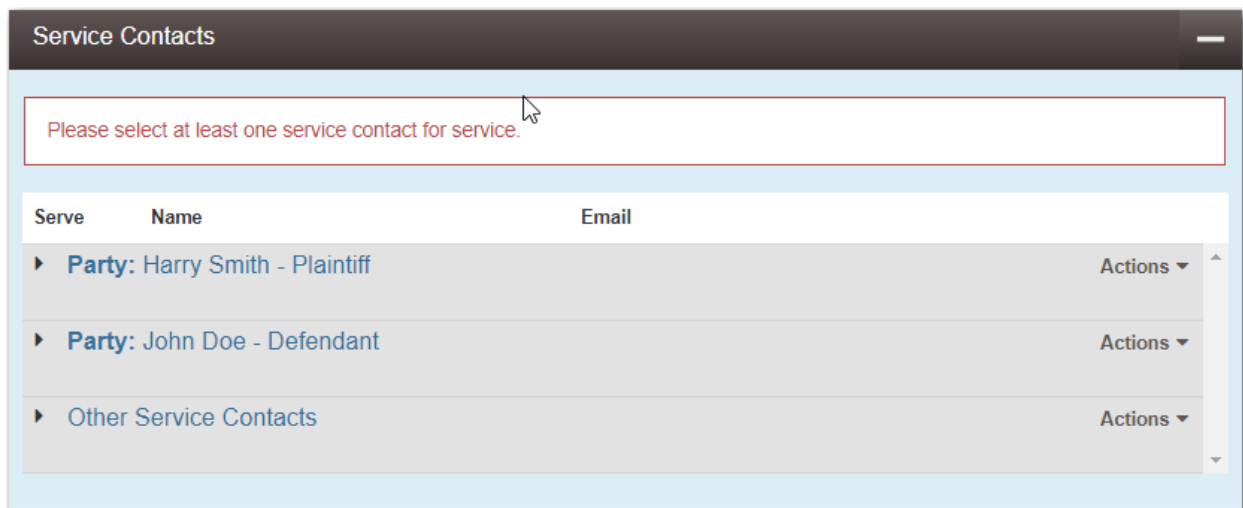 Service Contacts
Please select at least one service contact for service.
Serve Name Email
Party: Harry Smith - Plaintiff Actions
Party: John Doe - Defendant Actions
Other Service Contacts Actions